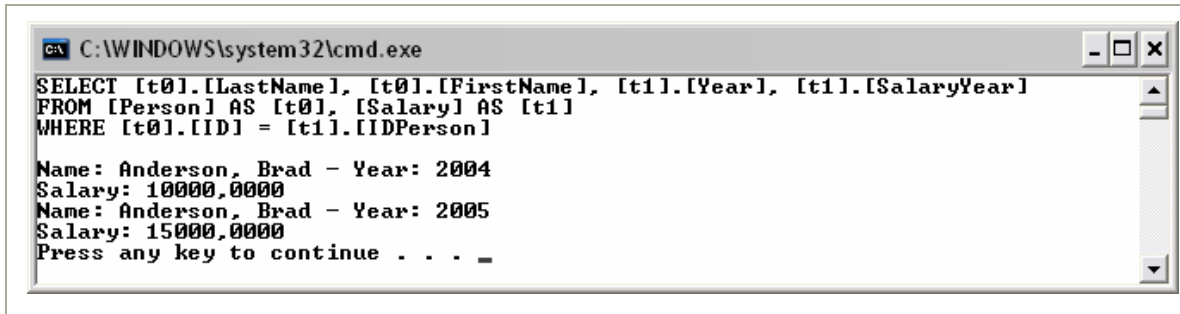 C:\WINDOWS\system32\cmd.exe
SELECT [t0].[LastName], [t0].[FirstName], [t1].[Year], [t1].[SalaryYear]
FROM [Person] AS [t0], [Salary] AS [t1]
WHERE [t0].[ID] = [t1].[IDPerson]
Name: Anderson, Brad - Year: 2004
Salary: 10000,0000
Name: Anderson, Brad - Year: 2005
Salary: 15000,0000
Press any key to continue . . . _